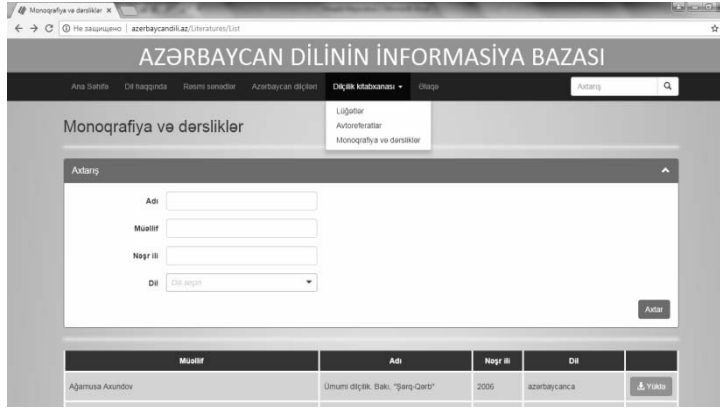 Monoqrafiya və dərsliklər
Не защищено | azerbaycandili.az/Literatures/List
AZƏRBAYCAN DİLİNİN İNFORMASİYA BAZASI
Ana Səhifə Dil haqqında Rəsmi sənədlər Azərbaycan dilçiləri Dilçilik kitabxanası Əlaqə Axtarış
Lüğətlər
Avtoreferatlar
Monoqrafiya və dərsliklər
Monoqrafiya və dərsliklər
Axtarış
Adı
Müəllif
Nəşr ili
Dil Dil seçin
Axtar
Müəllif Adı Nəşr ili Dil
Ağamusa Axundov Ümumi dilçilik. Bakı, "Şərq-Qərb" 2006 azərbaycanca Yüklə